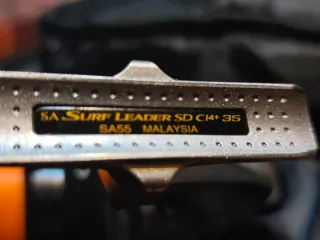 SA SURF LEADER SD CI4+ 35
SA55 MALAYSIA